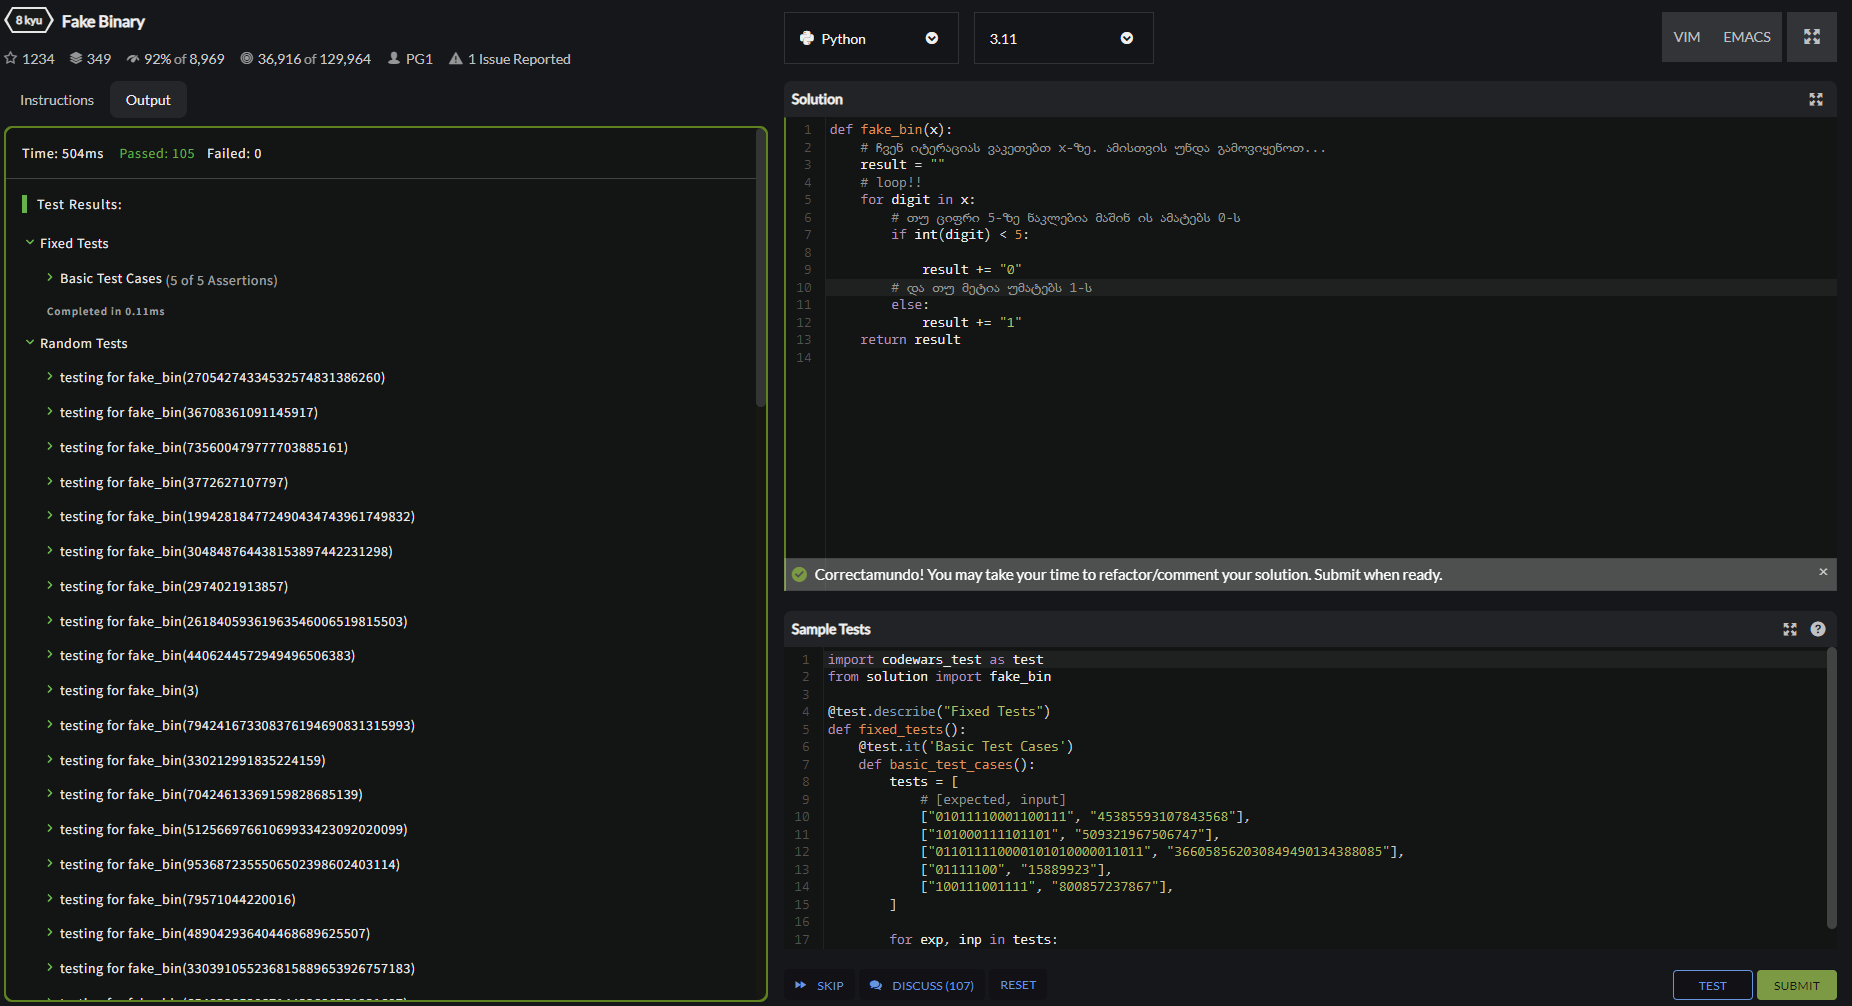 8 kyu Fake Binary
1234 349 92% of 8,969 36,916 of 129,964 PG1 1 Issue Reported
Instructions Output
Time: 504ms Passed: 105 Failed: 0
Test Results:
Fixed Tests
Basic Test Cases (5 of 5 Assertions)
Completed in 0.11ms
Random Tests
testing for fake_bin(27054274334532574831386260)
testing for fake_bin(36708361091145917)
testing for fake_bin(735600479777703885161)
testing for fake_bin(3772627107797)
testing for fake_bin(199428184772490434743961749832)
testing for fake_bin(304848764438153897442231298)
testing for fake_bin(2974021913857)
testing for fake_bin(26184059361963546006519815503)
testing for fake_bin(4406244572949496506383)
testing for fake_bin(3)
testing for fake_bin(794241673308376194690831315993)
testing for fake_bin(330212991835224159)
testing for fake_bin(70424613369159828685139)
testing for fake_bin(51256697661069933423092020099)
testing for fake_bin(9536872355506502398602403114)
testing for fake_bin(79571044220016)
testing for fake_bin(489042936404468689625507)
testing for fake_bin(330391055236815889653926757183)
Python 3.11 VIM EMACS
Solution
1 def fake_bin(x):
2 # ჩვენ იტერაციას ვაკეთებთ x-ზე. ამისთვის უნდა გამოვიყენოთ...
3 result = ""
4 # loop!!
5 for digit in x:
6 # თუ ციფრი 5-ზე ნაკლებია მაშინ ის ამატებს 0-ს
7 if int(digit) < 5:
8
9 result += "0"
10 # და თუ მეტია უმატებს 1-ს
11 else:
12 result += "1"
13 return result
14
Correctamundo! You may take your time to refactor/comment your solution. Submit when ready.
Sample Tests
1 import codewars_test as test
2 from solution import fake_bin
3
4 @test.describe("Fixed Tests")
5 def fixed_tests():
6 @test.it('Basic Test Cases')
7 def basic_test_cases():
8 tests = [
9 # [expected, input]
10 ["01011110001100111", "45385593107843568"],
11 ["101000111101101", "509321967506747"],
12 ["011011110000101010000011011", "366058562030849490134388085"],
13 ["01111100", "15889923"],
14 ["100111001111", "800857237867"],
15 ]
16
17 for exp, inp in tests:
SKIP DISCUSS (107) RESET TEST SUBMIT